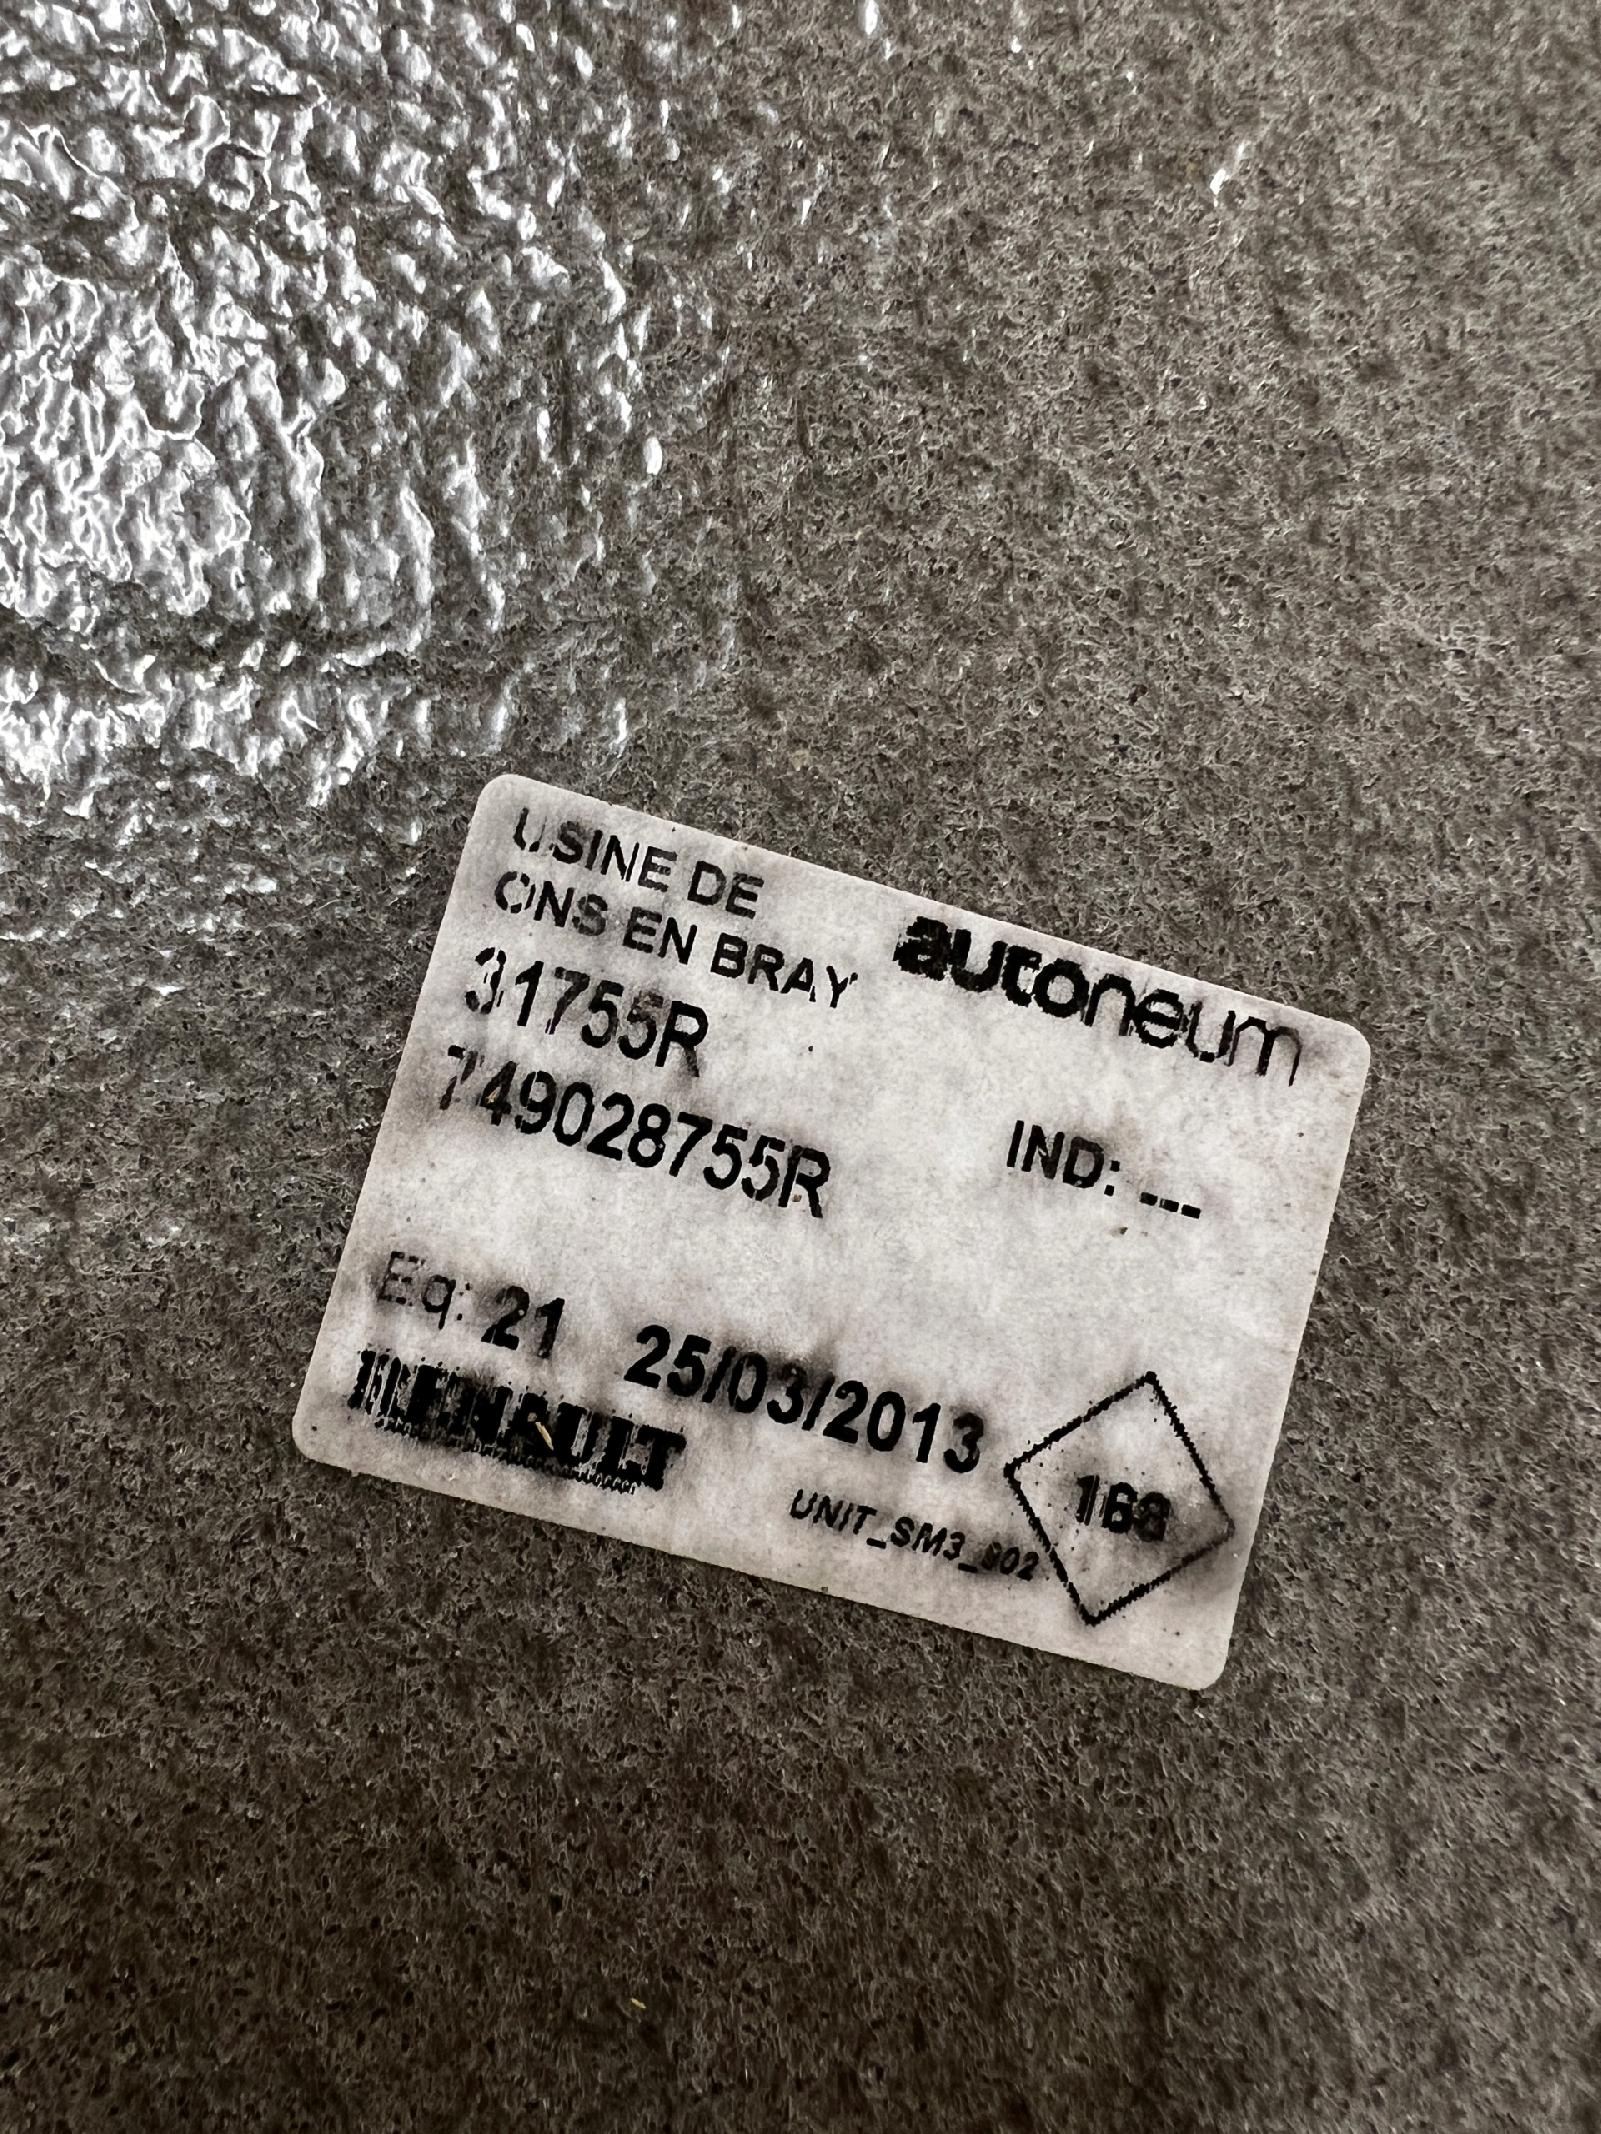 USINE DE
ONS EN BRAY
autoneum
31755R
749028755R
IND: ---
Eq: 21 25/03/2013
RENAULT
168
UNIT_SM3_002